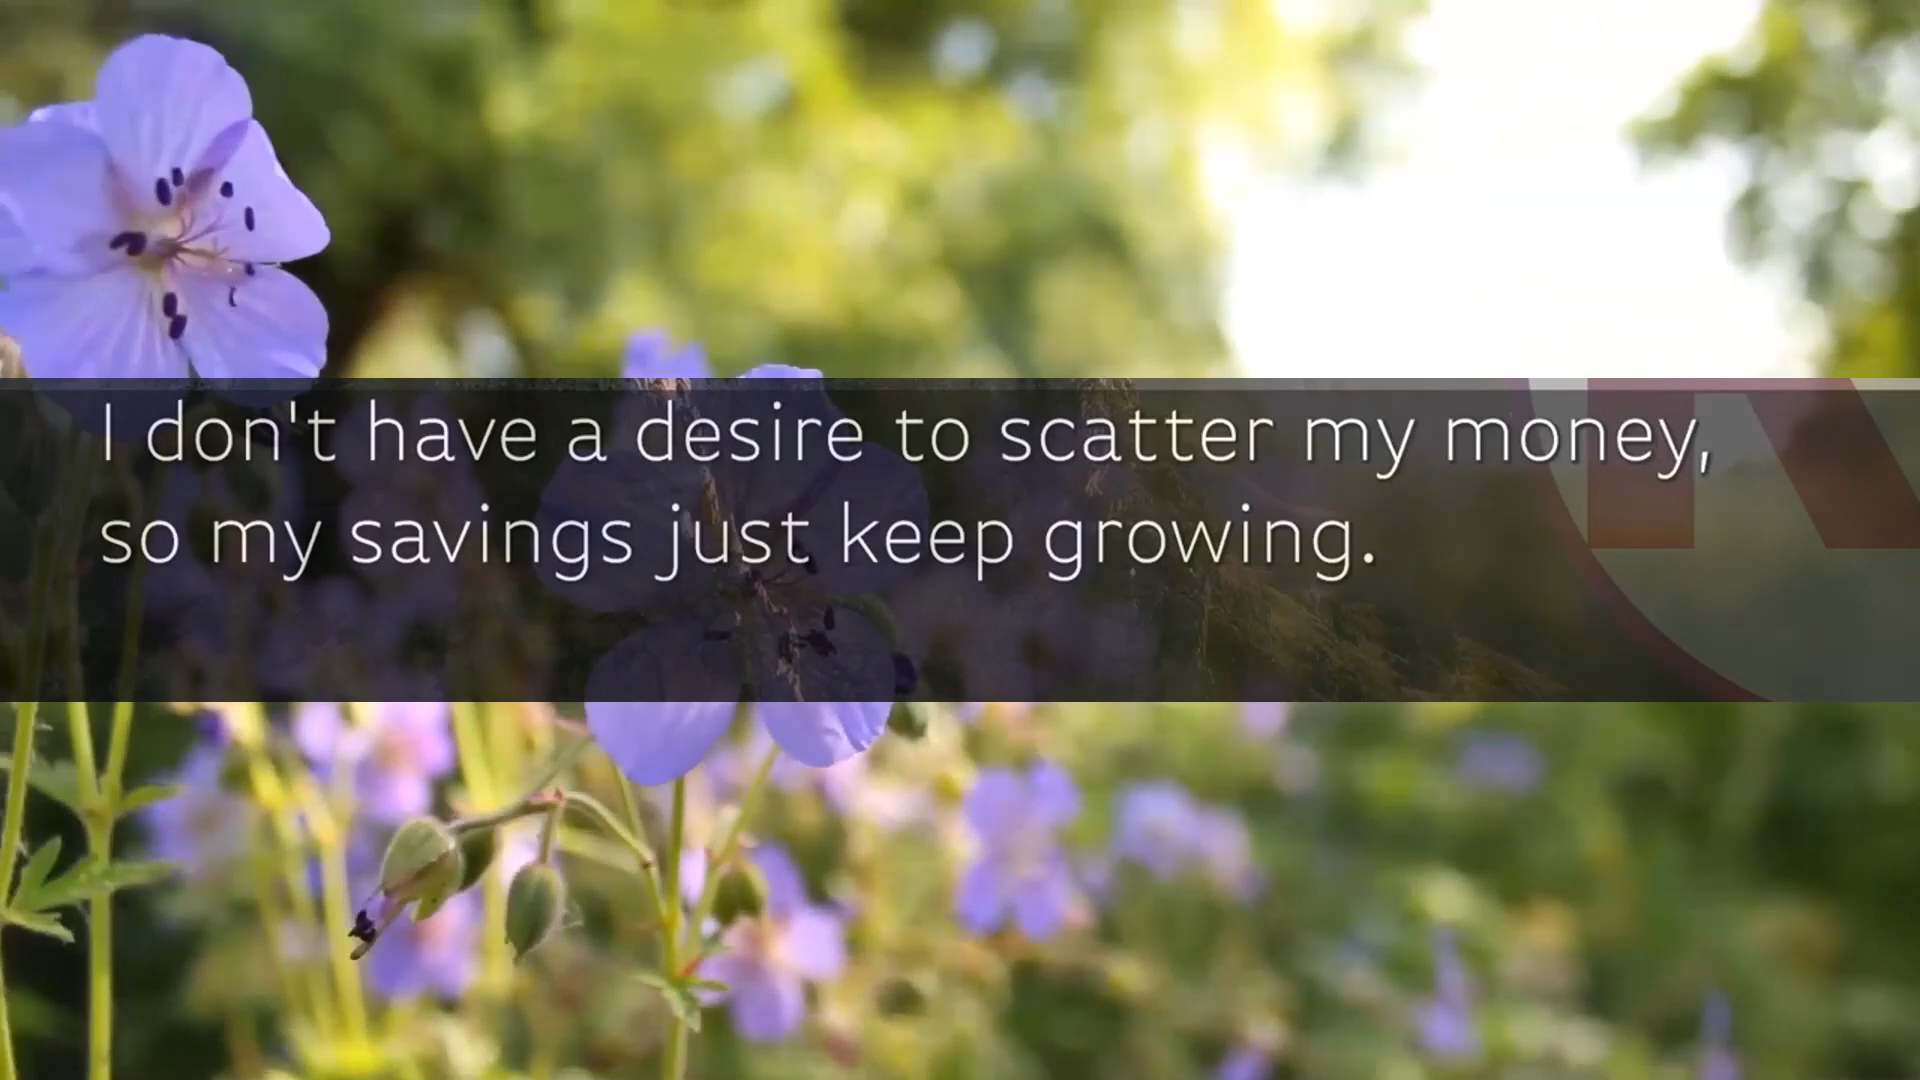 I don't have a desire to scatter my money,
so my savings just keep growing.